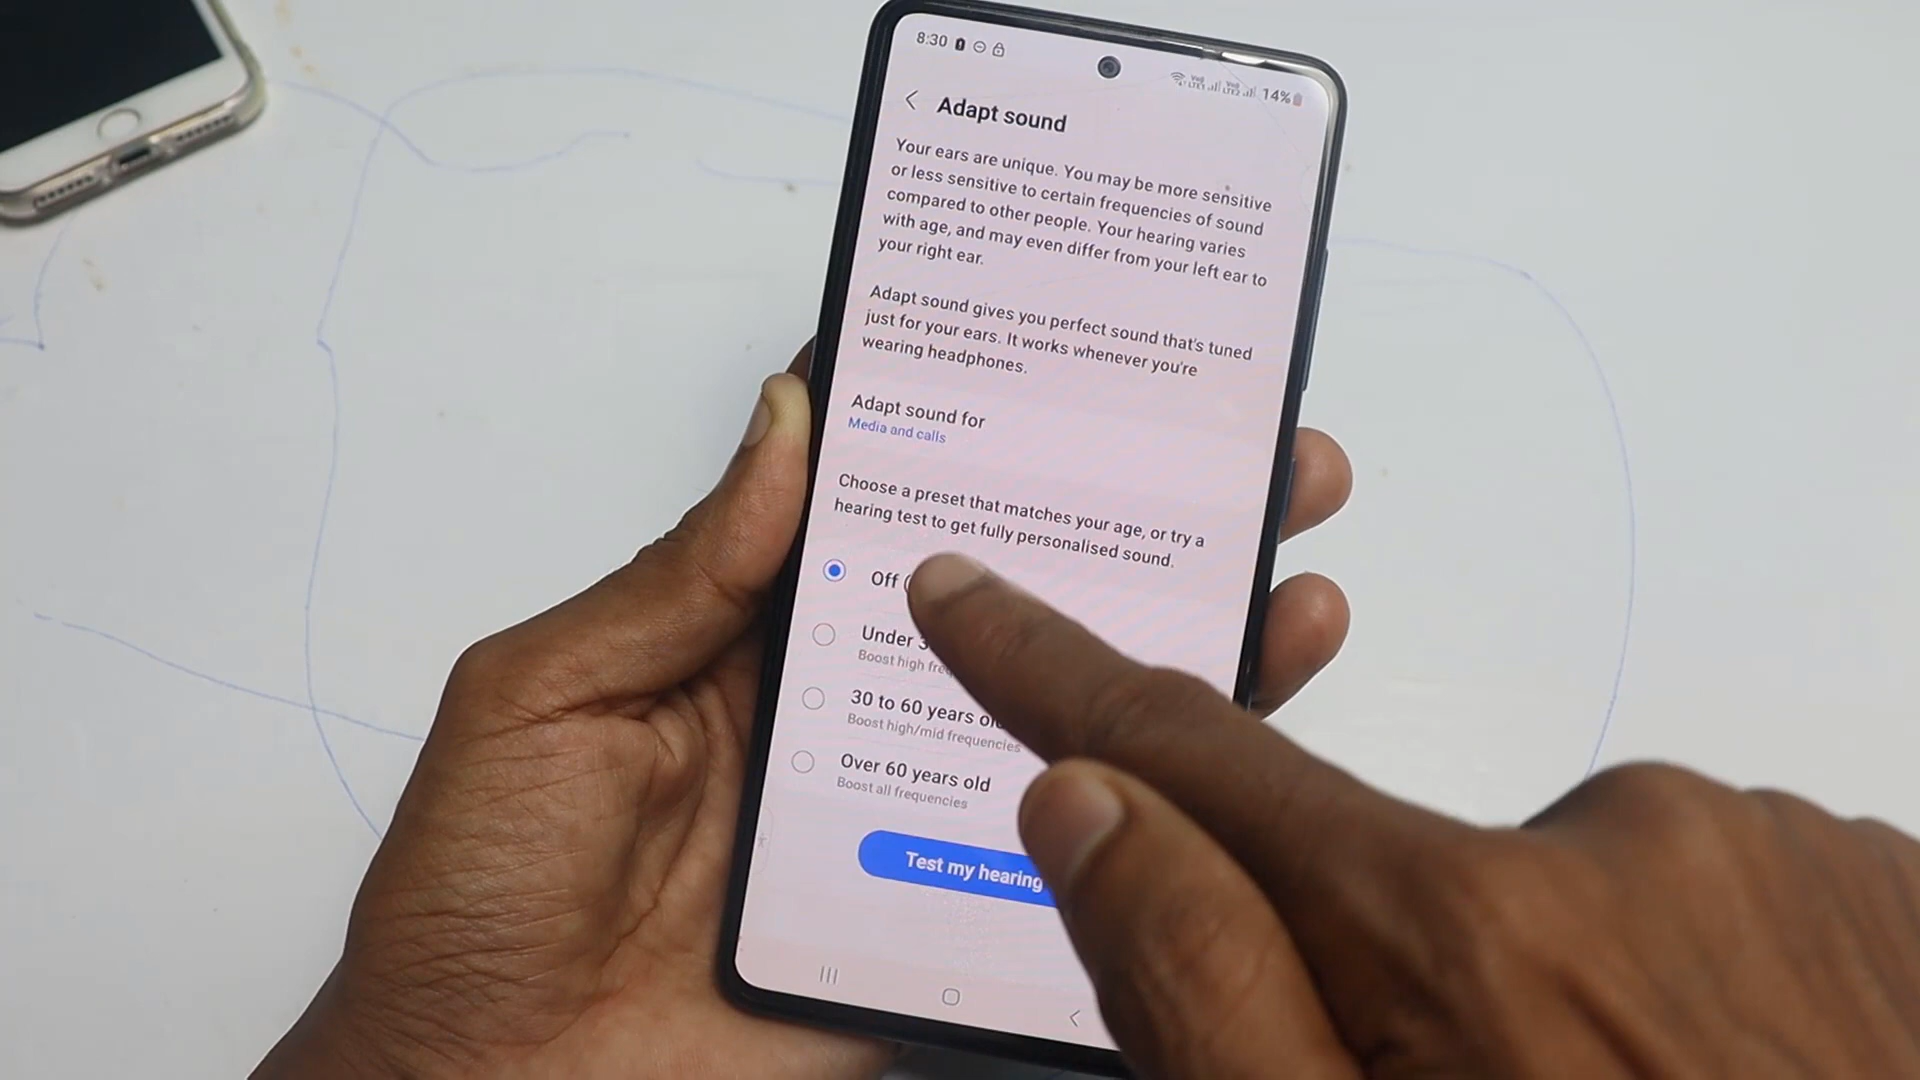 8:30
14%
Adapt sound
Your ears are unique. You may be more sensitive
or less sensitive to certain frequencies of sound
compared to other people. Your hearing varies
with age, and may even differ from your left ear to
your right ear.
Adapt sound gives you perfect sound that's tuned
just for your ears. It works whenever you're
wearing headphones.
Adapt sound for
Media and calls
Choose a preset that matches your age, or try a
hearing test to get fully personalised sound.
Off
Under
Boost high
30 to 60 years
Boost high/mid frequencies
Over 60 years old
Boost all frequencies
Test my hearing